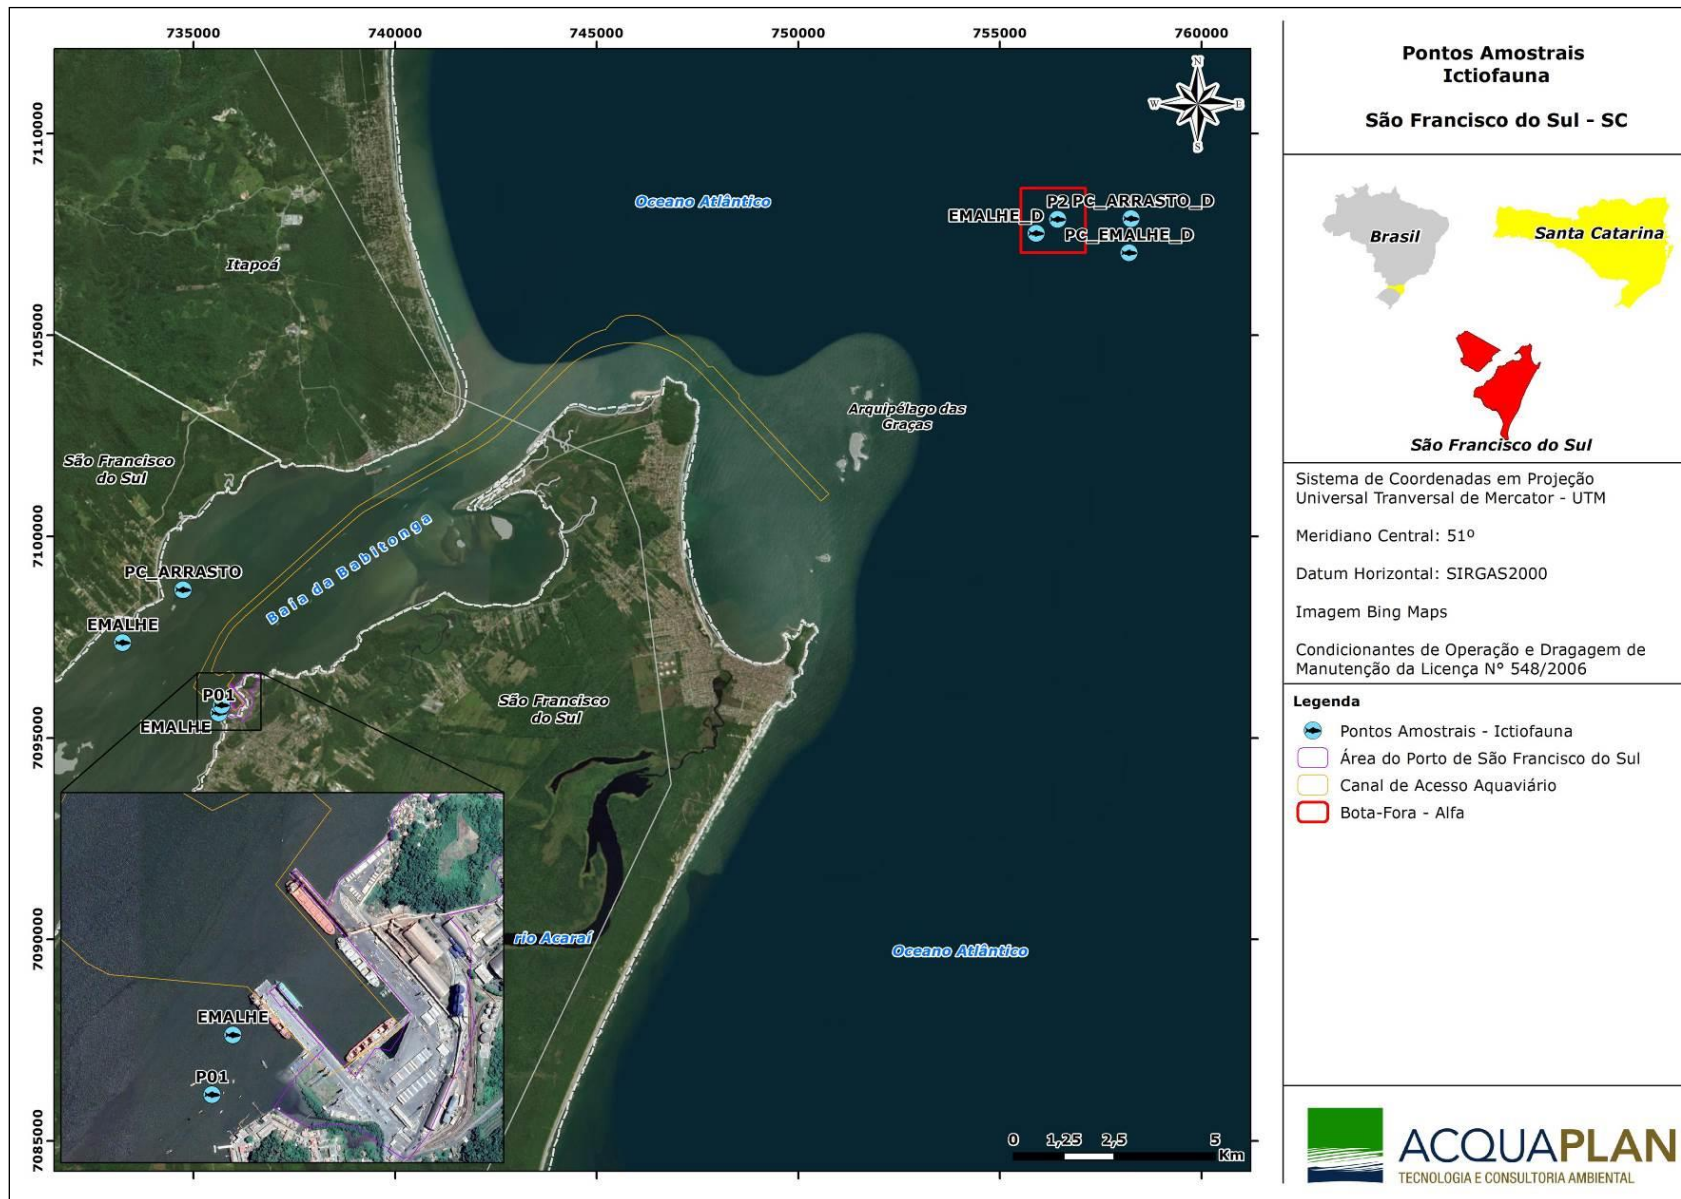 735000
740000
745000
750000
755000
760000
7110000
7105000
7100000
7095000
7090000
7085000
N
W
E
S
Oceano Atlântico
EMALHE_D
P2
PC_ARRASTO_D
PC_EMALHE_D
Itapoá
Arquipélago das
Graças
São Francisco
do Sul
Baía da Babitonga
PC_ARRASTO
EMALHE
P01
EMALHE
São Francisco
do Sul
rio Acaraí
Oceano Atlântico
EMALHE
P01
0 1,25 2,5 5
Km
Pontos Amostrais
Ictiofauna
São Francisco do Sul - SC
Brasil
Santa Catarina
São Francisco do Sul
Sistema de Coordenadas em Projeção
Universal Tranversal de Mercator - UTM
Meridiano Central: 51º
Datum Horizontal: SIRGAS2000
Imagem Bing Maps
Condicionantes de Operação e Dragagem de
Manutenção da Licença N° 548/2006
Legenda
Pontos Amostrais - Ictiofauna
Área do Porto de São Francisco do Sul
Canal de Acesso Aquaviário
Bota-Fora - Alfa
ACQUAPLAN
TECNOLOGIA E CONSULTORIA AMBIENTAL